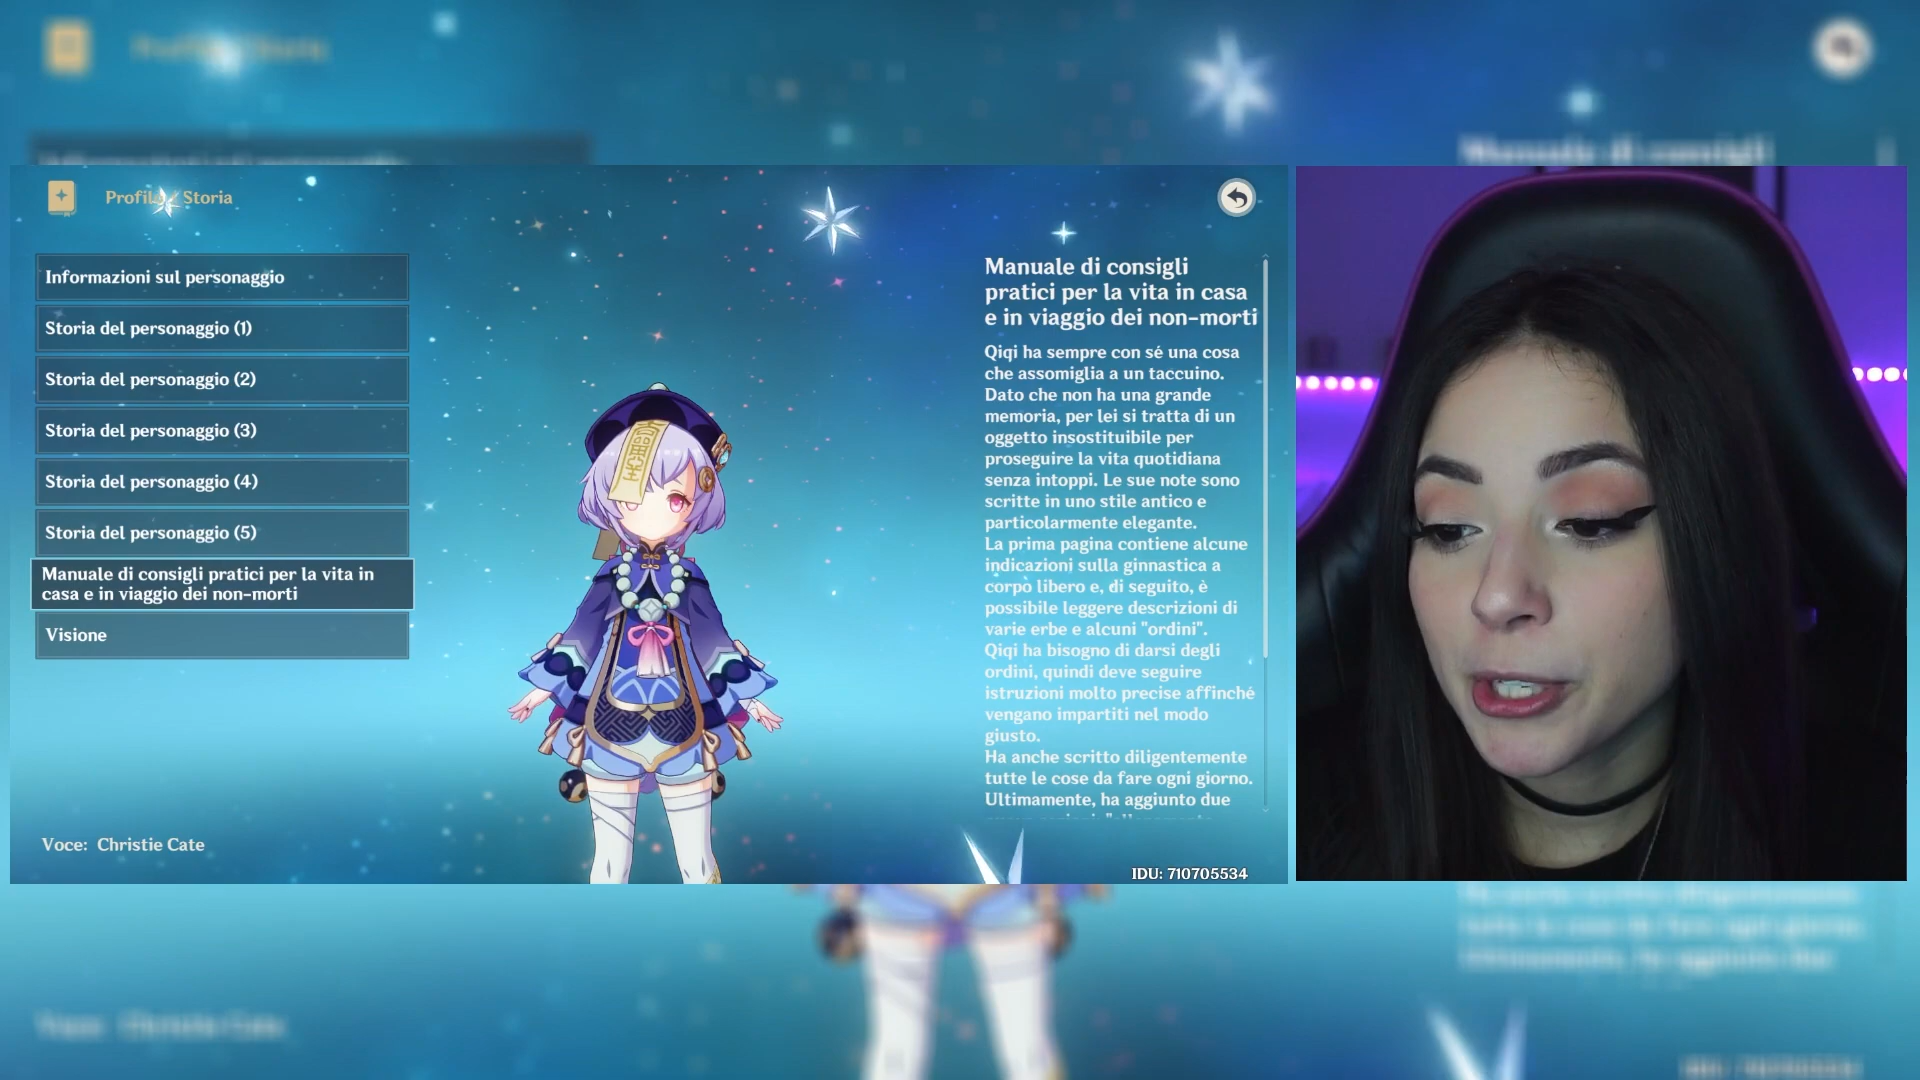 Profilo / Storia
Informazioni sul personaggio
Storia del personaggio (1)
Storia del personaggio (2)
Storia del personaggio (3)
Storia del personaggio (4)
Storia del personaggio (5)
Manuale di consigli pratici per la vita in
casa e in viaggio dei non-morti
Visione
Voce: Christie Cate
Manuale di consigli
pratici per la vita in casa
e in viaggio dei non-morti
Qiqi ha sempre con sé una cosa
che assomiglia a un taccuino.
Dato che non ha una grande
memoria, per lei si tratta di un
oggetto insostituibile per
proseguire la vita quotidiana
senza intoppi. Le sue note sono
scritte in uno stile antico e
particolarmente elegante.
La prima pagina contiene alcune
indicazioni sulla ginnastica a
corpo libero e, di seguito, è
possibile leggere descrizioni di
varie erbe e alcuni "ordini".
Qiqi ha bisogno di darsi degli
ordini, quindi deve seguire
istruzioni molto precise affinché
vengano impartiti nel modo
giusto.
Ha anche scritto diligentemente
tutte le cose da fare ogni giorno.
Ultimamente, ha aggiunto due
IDU: 710705534